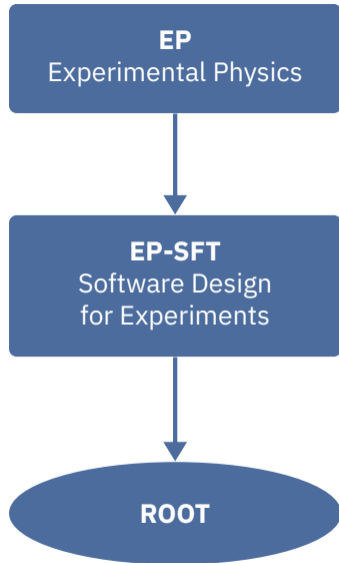 EP
Experimental Physics
EP-SFT
Software Design
for Experiments
ROOT